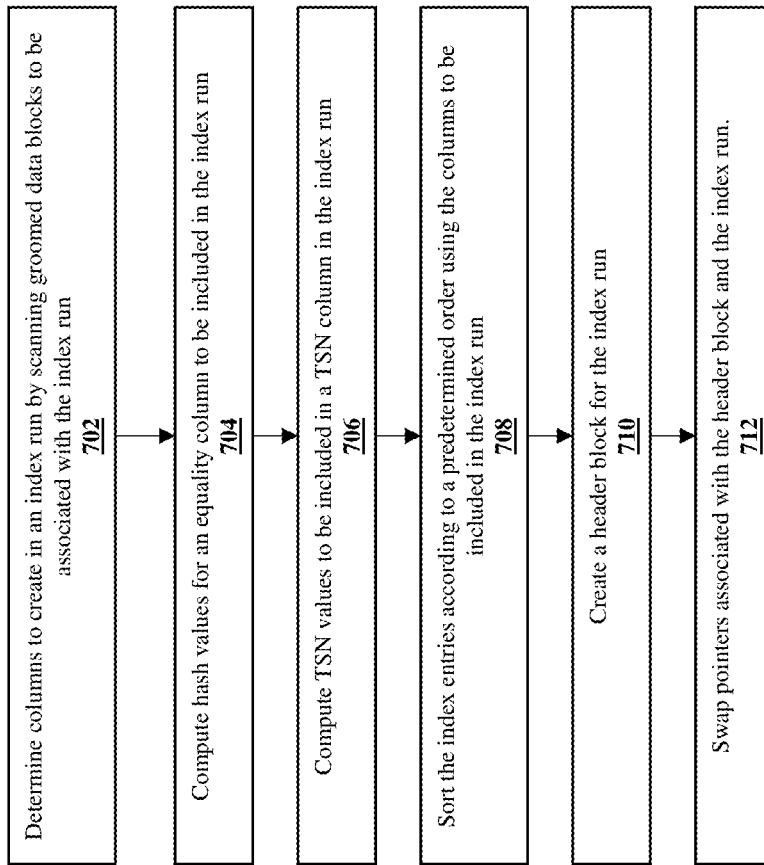 Determine columns to create in an index run by scanning groomed data blocks to be
associated with the index run
702
Compute hash values for an equality column to be included in the index run
704
Compute TSN values to be included in a TSN column in the index run
706
Sort the index entries according to a predetermined order using the columns to be
included in the index run
708
Create a header block for the index run
710
Swap pointers associated with the header block and the index run.
712